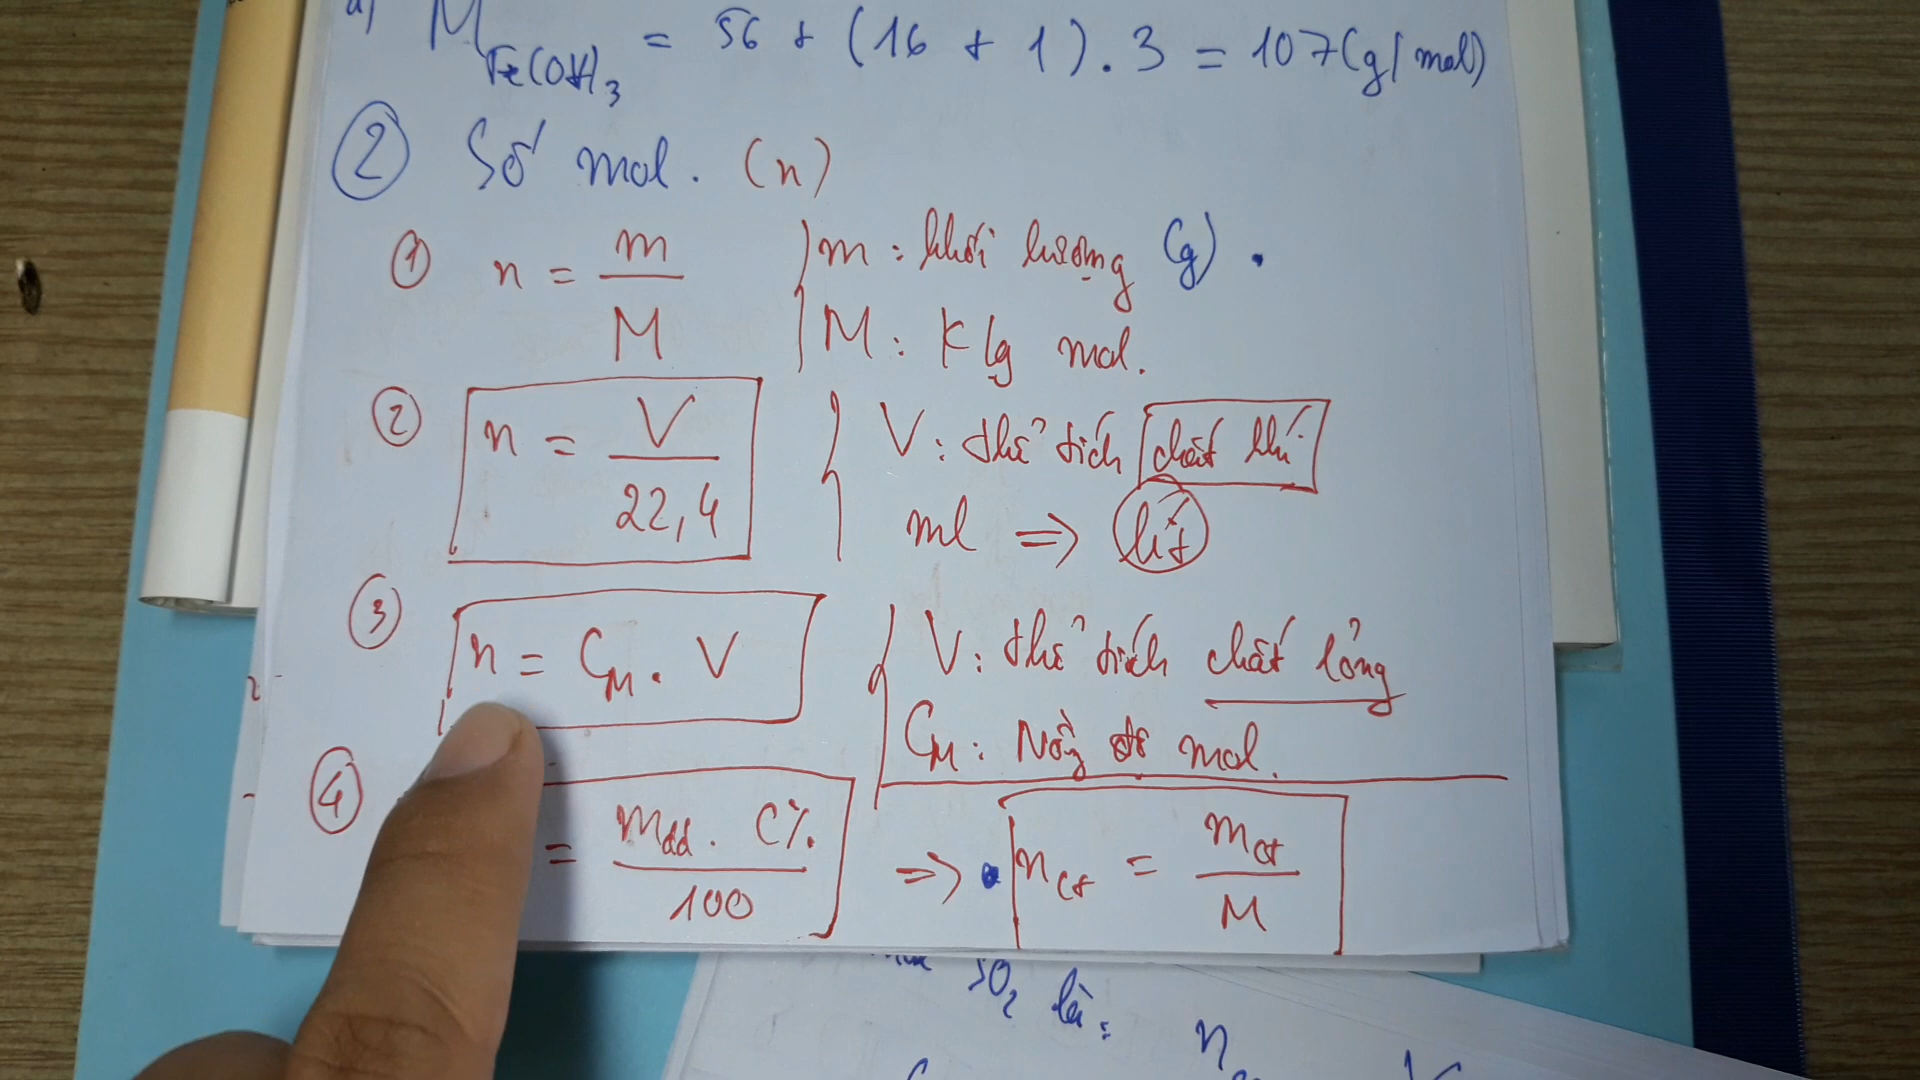 a) M Fe(OH)3 = 56 + (16 + 1) . 3 = 107 (g/mol)
② Số mol. (n)
① n = m / M
m : khối lượng (g) .
M : Klg mol.
② n = V / 22,4
V : thể tích chất khí
ml => lít
③ n = CM . V
V : thể tích chất lỏng
CM : Nồng độ mol.
④ = mdd . C% / 100 => nct = mct / M
SO2 là :
n